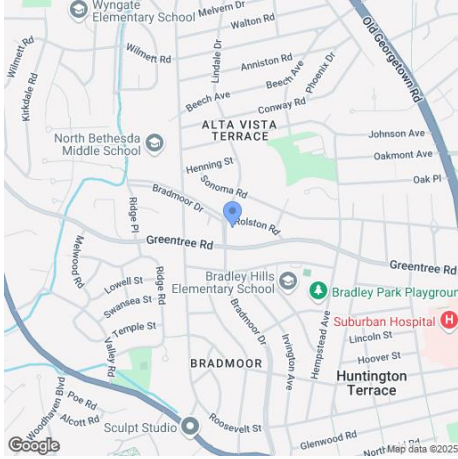 Wyngate
Elementary School
Melvern Dr
Walton Rd
Wilmett Rd
Wilmett Rd
Kirkdale Rd
Lindale Dr
Anniston Rd
Beech Ave
Phoenix Dr
Old Georgetown Rd
Beech Ave
Conway Rd
ALTA VISTA
TERRACE
Johnson Ave
North Bethesda
Middle School
Oakmont Ave
Henning St
Sonoma Rd
Oak Pl
Bradmoor Dr
Ridge Pl
Rolston Rd
Greentree Rd
Greentree Rd
Melwood Rd
Lowell St
Ridge Rd
Bradley Hills
Elementary School
Bradley Park Playground
Swansea St
Temple St
Valley Rd
Bradmoor Dr
Irvington Ave
Hempstead Ave
Suburban Hospital
H
Lincoln St
Hoover St
BRADMOOR
Huntington
Terrace
Woodhaven Blvd
Poe Rd
Alcott Rd
Sculpt Studio
Roosevelt St
Glenwood Rd
Google
Map data ©2025